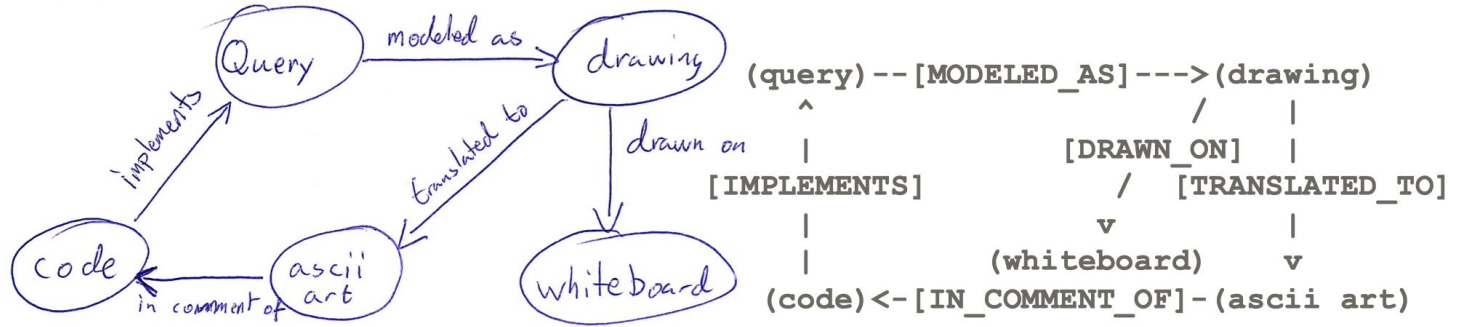 Query
modeled as
drawing
implements
translated to
drawn on
code
in comment of
ascii
art
whiteboard
(query)--[MODELED_AS]--->(drawing)
^ / |
| [DRAWN_ON] |
[IMPLEMENTS] / [TRANSLATED_TO]
| v |
| (whiteboard) v
(code)<-[IN_COMMENT_OF]-(ascii art)